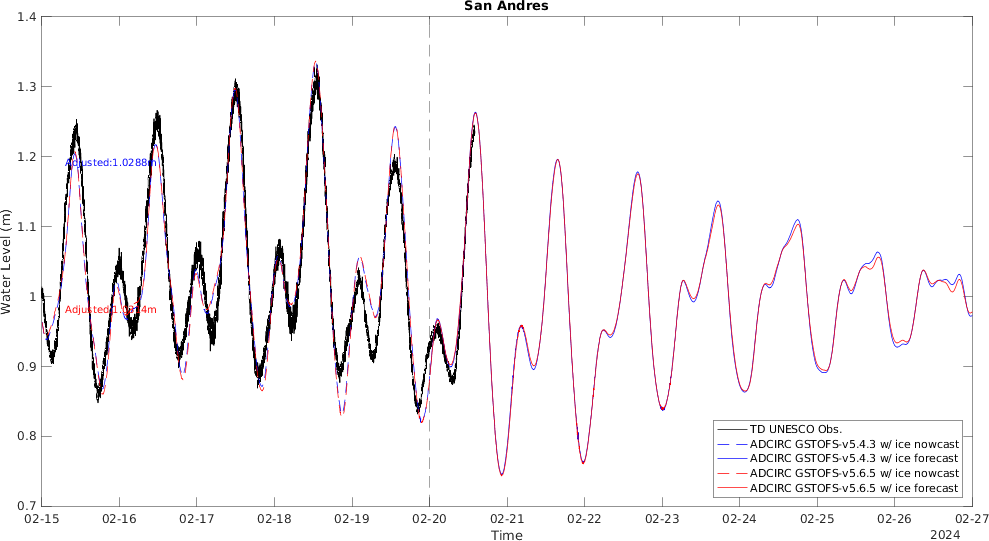 San Andres
1.4
1.3
1.2
1.1
1
0.9
0.8
0.7
Water Level (m)
Adjusted:1.0288m
02-15
02-16
02-17
02-18
02-19
02-20
02-21
02-22
02-23
02-24
02-25
02-26
02-27
Time
2024
TD UNESCO Obs.
ADCIRC GSTOFS-v5.4.3 w/ ice nowcast
ADCIRC GSTOFS-v5.4.3 w/ ice forecast
ADCIRC GSTOFS-v5.6.5 w/ ice nowcast
ADCIRC GSTOFS-v5.6.5 w/ ice forecast